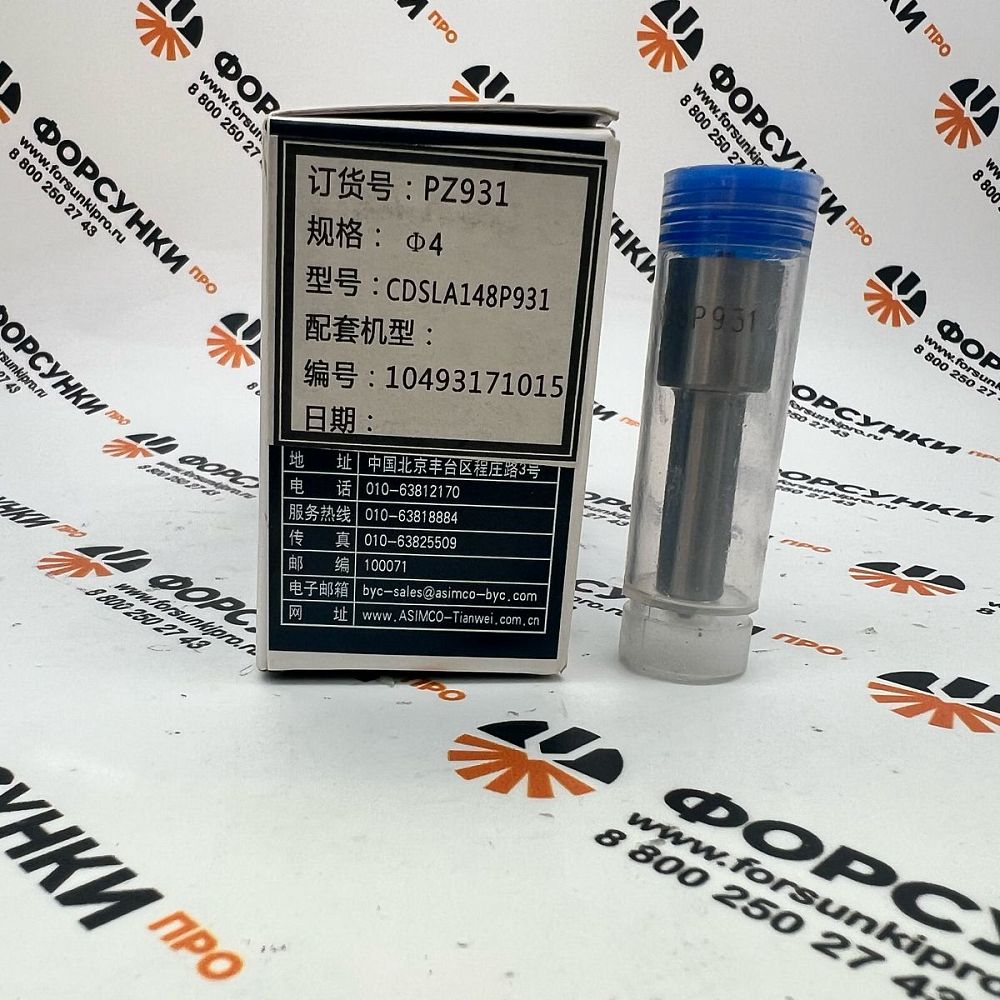 订货号：PZ931
规格： Φ4
型号：CDSLA148P931
配套机型：
编号：10493171015
日期：
地 址 中国北京丰台区程庄路3号
电 话 010-63812170
服务热线 010-63818884
传 真 010-63825509
邮 编 100071
电子邮箱 byc-sales@asimco-byc.com
网 址 www.ASIMCO-Tianwei.com.cn
P931
ФОРСУНКИ ПРО
www.forsunkipro.ru
8 800 250 27 43